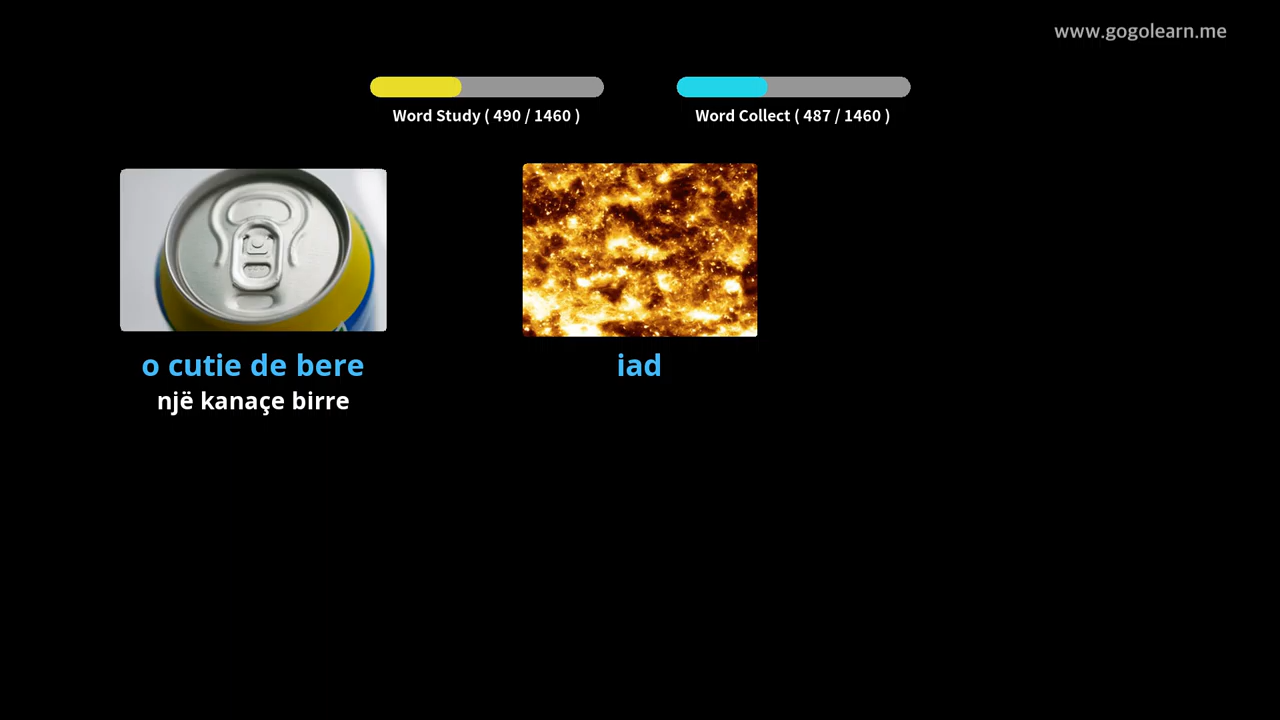 www.gogolearn.me
Word Study ( 490 / 1460 )
Word Collect ( 487 / 1460 )
o cutie de bere
një kanaçe birre
iad